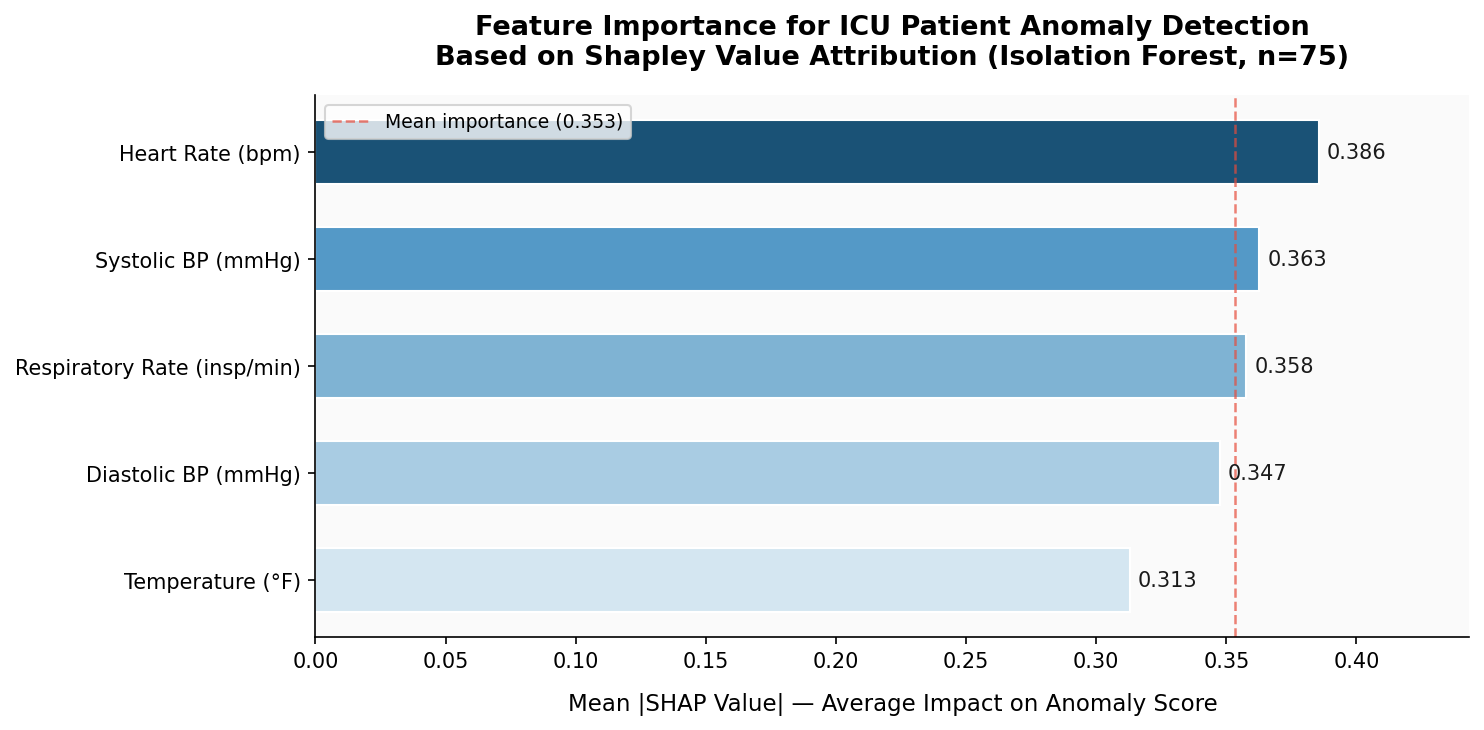 Feature Importance for ICU Patient Anomaly Detection
Based on Shapley Value Attribution (Isolation Forest, n=75)
Mean importance (0.353)
Heart Rate (bpm)
0.386
Systolic BP (mmHg)
0.363
Respiratory Rate (insp/min)
0.358
Diastolic BP (mmHg)
0.347
Temperature (°F)
0.313
0.00 0.05 0.10 0.15 0.20 0.25 0.30 0.35 0.40
Mean |SHAP Value| — Average Impact on Anomaly Score